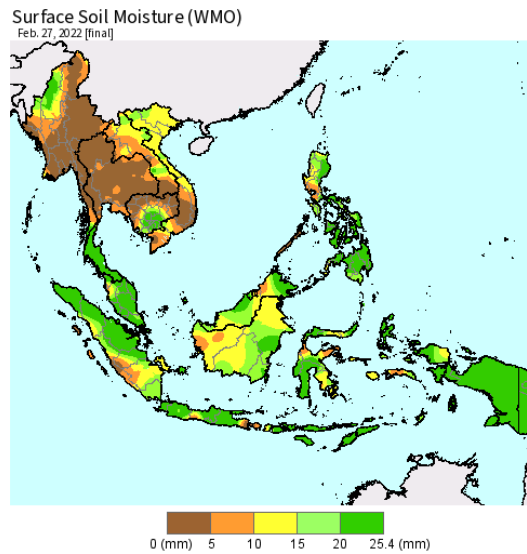 Surface Soil Moisture (WMO)
Feb. 27, 2022 [final]
0 (mm) 5 10 15 20 25.4 (mm)